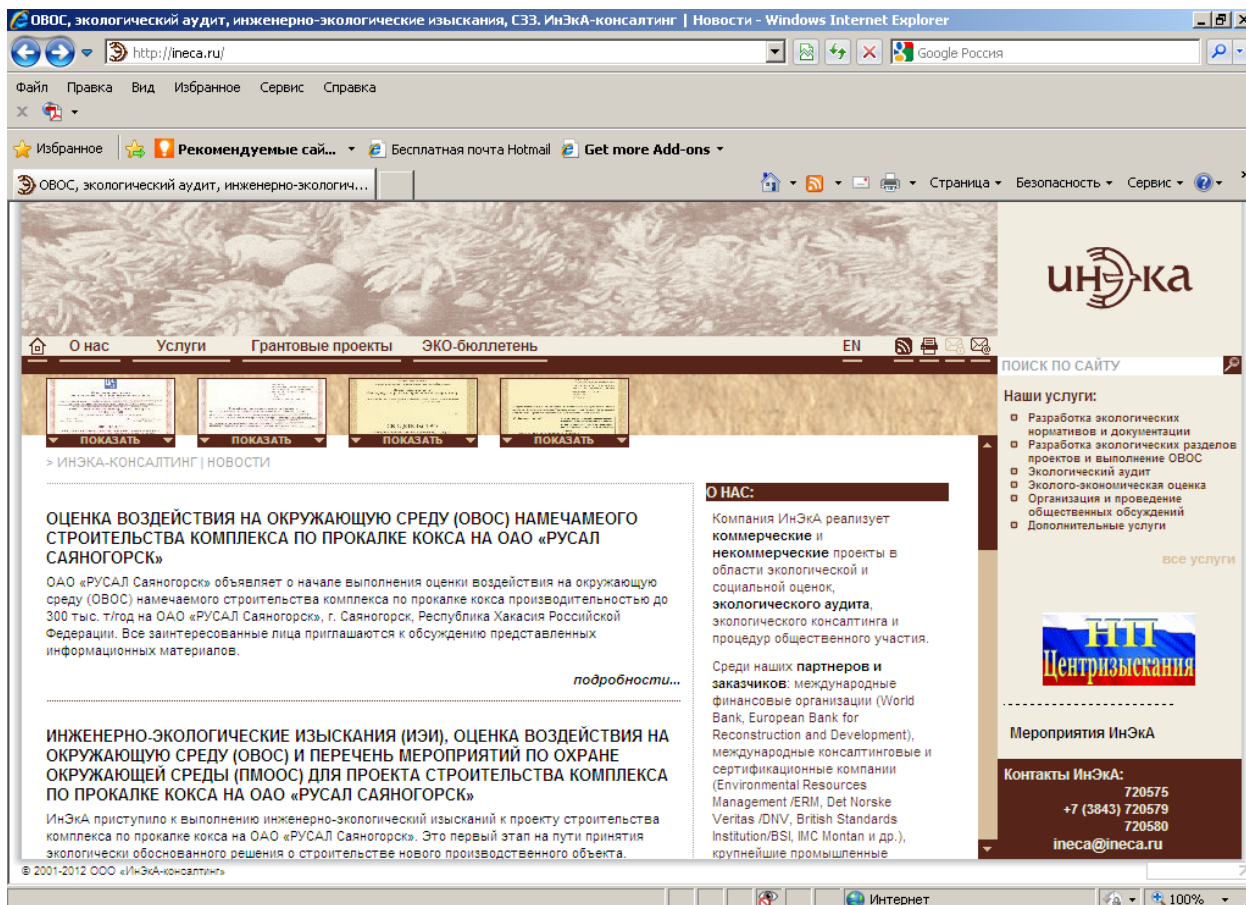 ОВОС, экологический аудит, инженерно-экологические изыскания, СЗЗ. ИнЭкА-консалтинг | Новости - Windows Internet Explorer
http://ineca.ru/
Google Россия
Файл Правка Вид Избранное Сервис Справка
Избранное
Рекомендуемые сай...
Бесплатная почта Hotmail
Get more Add-ons
ОВОС, экологический аудит, инженерно-экологич...
Страница
Безопасность
Сервис
инэка
О нас Услуги Грантовые проекты ЭКО-бюллетень EN
ПОИСК ПО САЙТУ
ПОКАЗАТЬ ПОКАЗАТЬ ПОКАЗАТЬ ПОКАЗАТЬ
> ИНЭКА-КОНСАЛТИНГ | НОВОСТИ
ОЦЕНКА ВОЗДЕЙСТВИЯ НА ОКРУЖАЮЩУЮ СРЕДУ (ОВОС) НАМЕЧАМЕОГО
СТРОИТЕЛЬСТВА КОМПЛЕКСА ПО ПРОКАЛКЕ КОКСА НА ОАО «РУСАЛ
САЯНОГОРСК»
ОАО «РУСАЛ Саяногорск» объявляет о начале выполнения оценки воздействия на окружающую
среду (ОВОС) намечаемого строительства комплекса по прокалке кокса производительностью до
300 тыс. т/год на ОАО «РУСАЛ Саяногорск», г. Саяногорск, Республика Хакасия Российской
Федерации. Все заинтересованные лица приглашаются к обсуждению представленных
информационных материалов.
подробности...
ИНЖЕНЕРНО-ЭКОЛОГИЧЕСКИЕ ИЗЫСКАНИЯ (ИЭИ), ОЦЕНКА ВОЗДЕЙСТВИЯ НА
ОКРУЖАЮЩУЮ СРЕДУ (ОВОС) И ПЕРЕЧЕНЬ МЕРОПРИЯТИЙ ПО ОХРАНЕ
ОКРУЖАЮЩЕЙ СРЕДЫ (ПМООС) ДЛЯ ПРОЕКТА СТРОИТЕЛЬСТВА КОМПЛЕКСА
ПО ПРОКАЛКЕ КОКСА НА ОАО «РУСАЛ САЯНОГОРСК»
ИнЭкА приступило к выполнению инженерно-экологический изысканий к проекту строительства
комплекса по прокалке кокса на ОАО «РУСАЛ Саяногорск». Это первый этап на пути принятия
экологически обоснованного решения о строительстве нового производственного объекта.
О НАС:
Компания ИнЭкА реализует
коммерческие и
некоммерческие проекты в
области экологической и
социальной оценок,
экологического аудита,
экологического консалтинга и
процедур общественного участия.
Среди наших партнеров и
заказчиков: международные
финансовые организации (World
Bank, European Bank for
Reconstruction and Development),
международные консалтинговые и
сертификационные компании
(Environmental Resources
Management /ERM, Det Norske
Veritas /DNV, British Standards
Institution/BSI, IMC Montan и др.),
крупнейшие промышленные
Наши услуги:
Разработка экологических
нормативов и документации
Разработка экологических разделов
проектов и выполнение ОВОС
Экологический аудит
Эколого-экономическая оценка
Организация и проведение
общественных обсуждений
Дополнительные услуги
все услуги
НП
Центризыскания
Мероприятия ИнЭкА
Контакты ИнЭкА:
720575
+7 (3843) 720579
720580
ineca@ineca.ru
© 2001-2012 ООО «ИнЭкА-консалтинг»
Интернет
100%